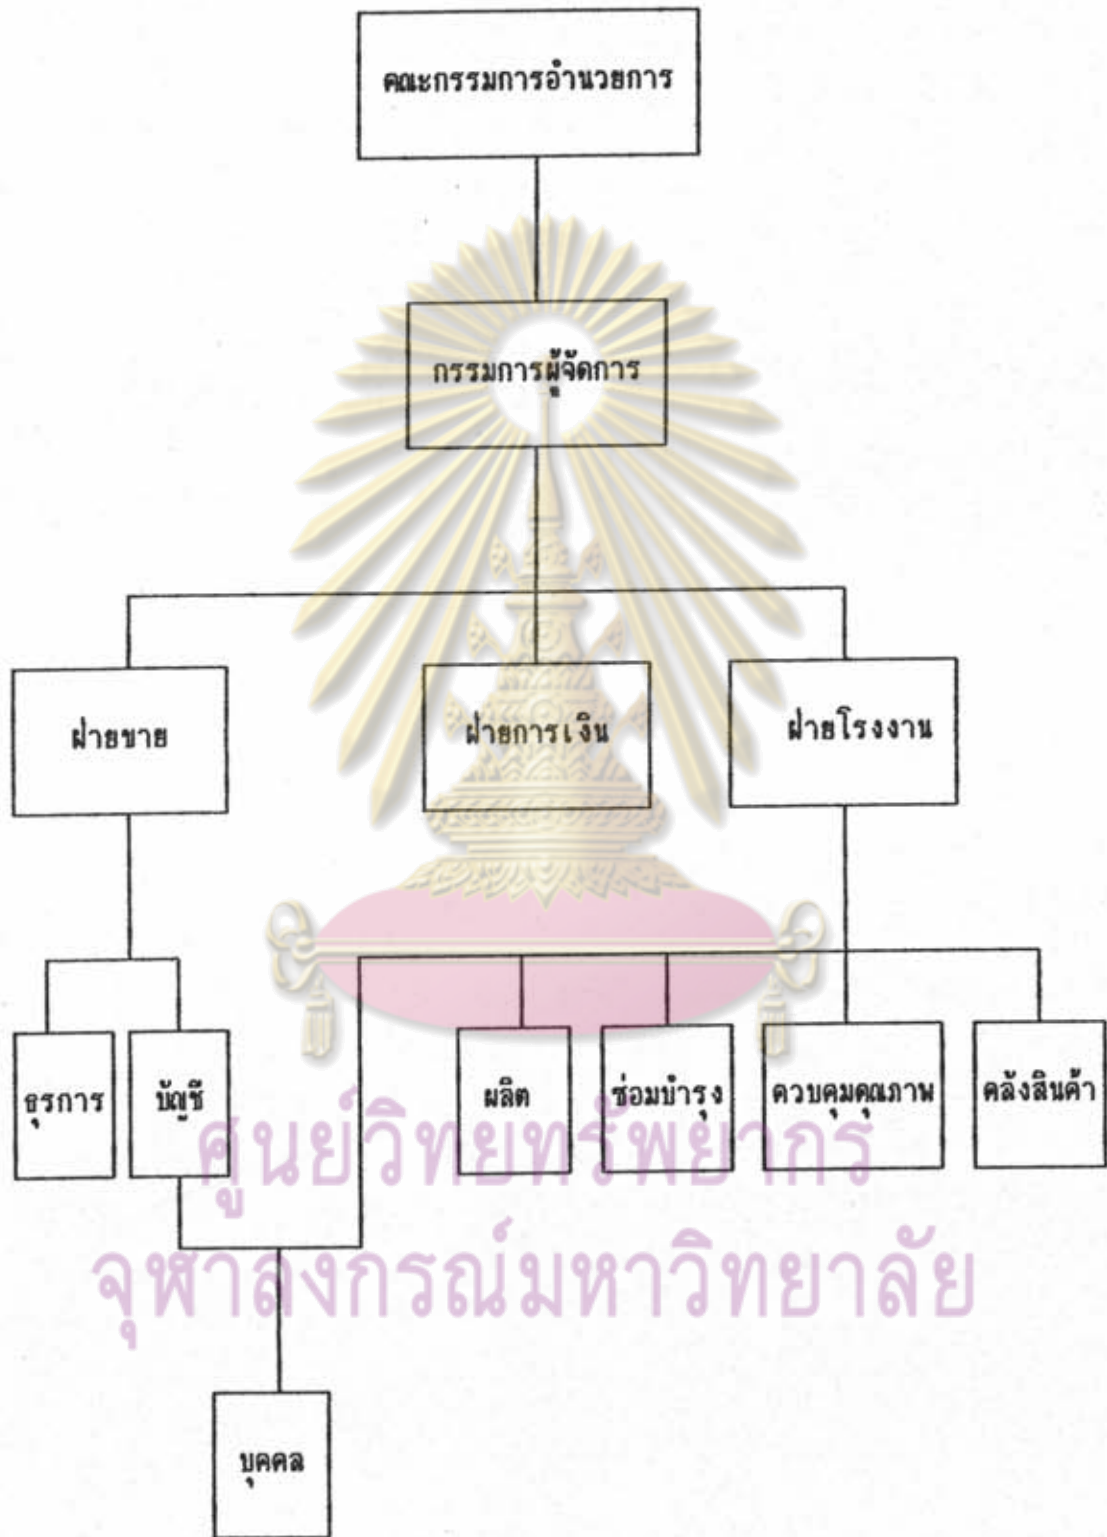 คณะกรรมการอำนวยการ
กรรมการผู้จัดการ
ฝ่ายขาย
ฝ่ายการเงิน
ฝ่ายโรงงาน
ธุรการ
บัญชี
ผลิต
ซ่อมบำรุง
ควบคุมคุณภาพ
คลังสินค้า
ศูนย์วิทยทรัพยากร
จุฬาลงกรณ์มหาวิทยาลัย
บุคคล